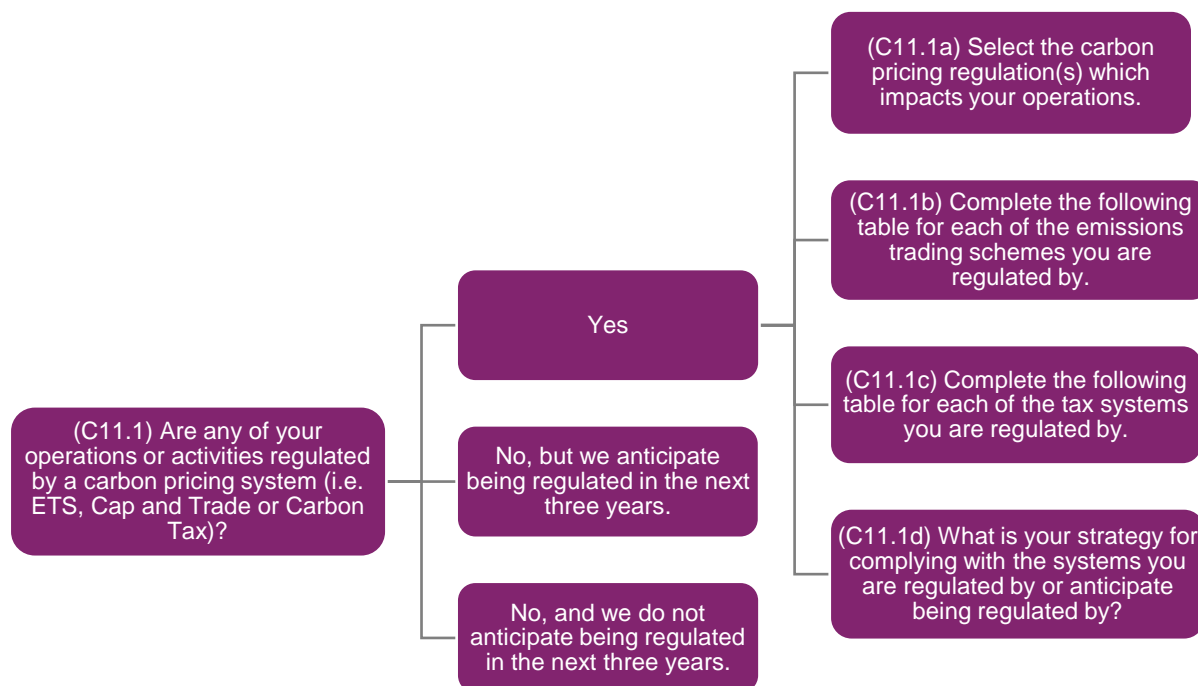 (C11.1) Are any of your
operations or activities regulated
by a carbon pricing system (i.e.
ETS, Cap and Trade or Carbon
Tax)?
Yes
No, but we anticipate
being regulated in the next
three years.
No, and we do not
anticipate being regulated
in the next three years.
(C11.1a) Select the carbon
pricing regulation(s) which
impacts your operations.
(C11.1b) Complete the following
table for each of the emissions
trading schemes you are
regulated by.
(C11.1c) Complete the following
table for each of the tax systems
you are regulated by.
(C11.1d) What is your strategy for
complying with the systems you
are regulated by or anticipate
being regulated by?